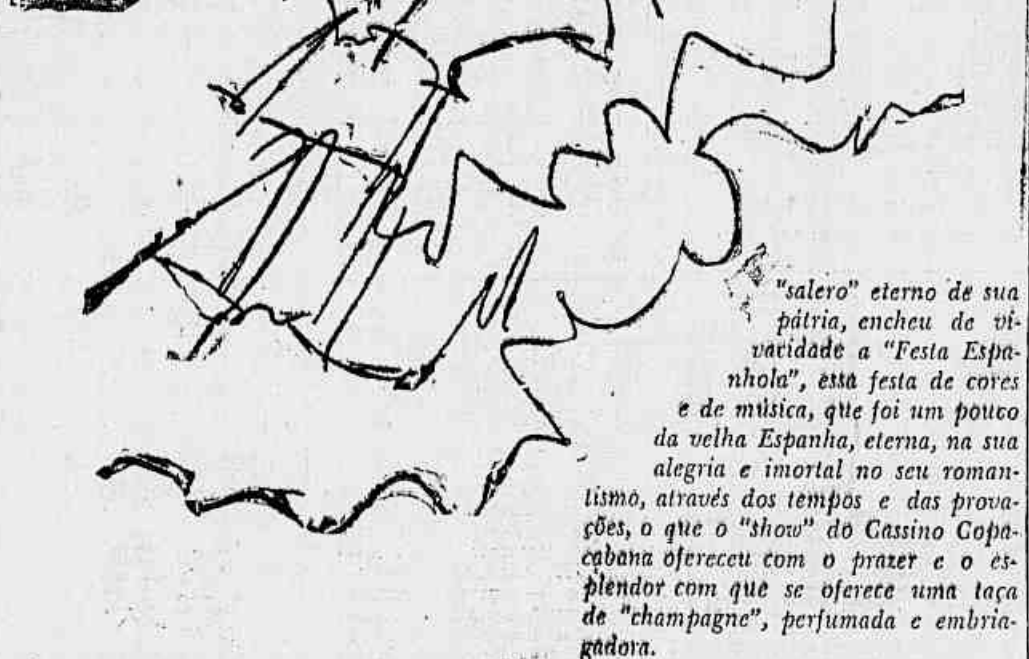 "salero" eterno de sua
pátria, encheu de vi-
vacidade a "Festa Espa-
nhola", essa festa de cores
e de música, que foi um pouco
da velha Espanha, eterna, na sua
alegria e imortal no seu roman-
tismo, através dos tempos e das prova-
ções, o que o "show" do Cassino Copa-
cabana ofereceu com o prazer e o es-
plendor com que se oferece uma taça
de "champagne", perfumada e embria-
gadora.